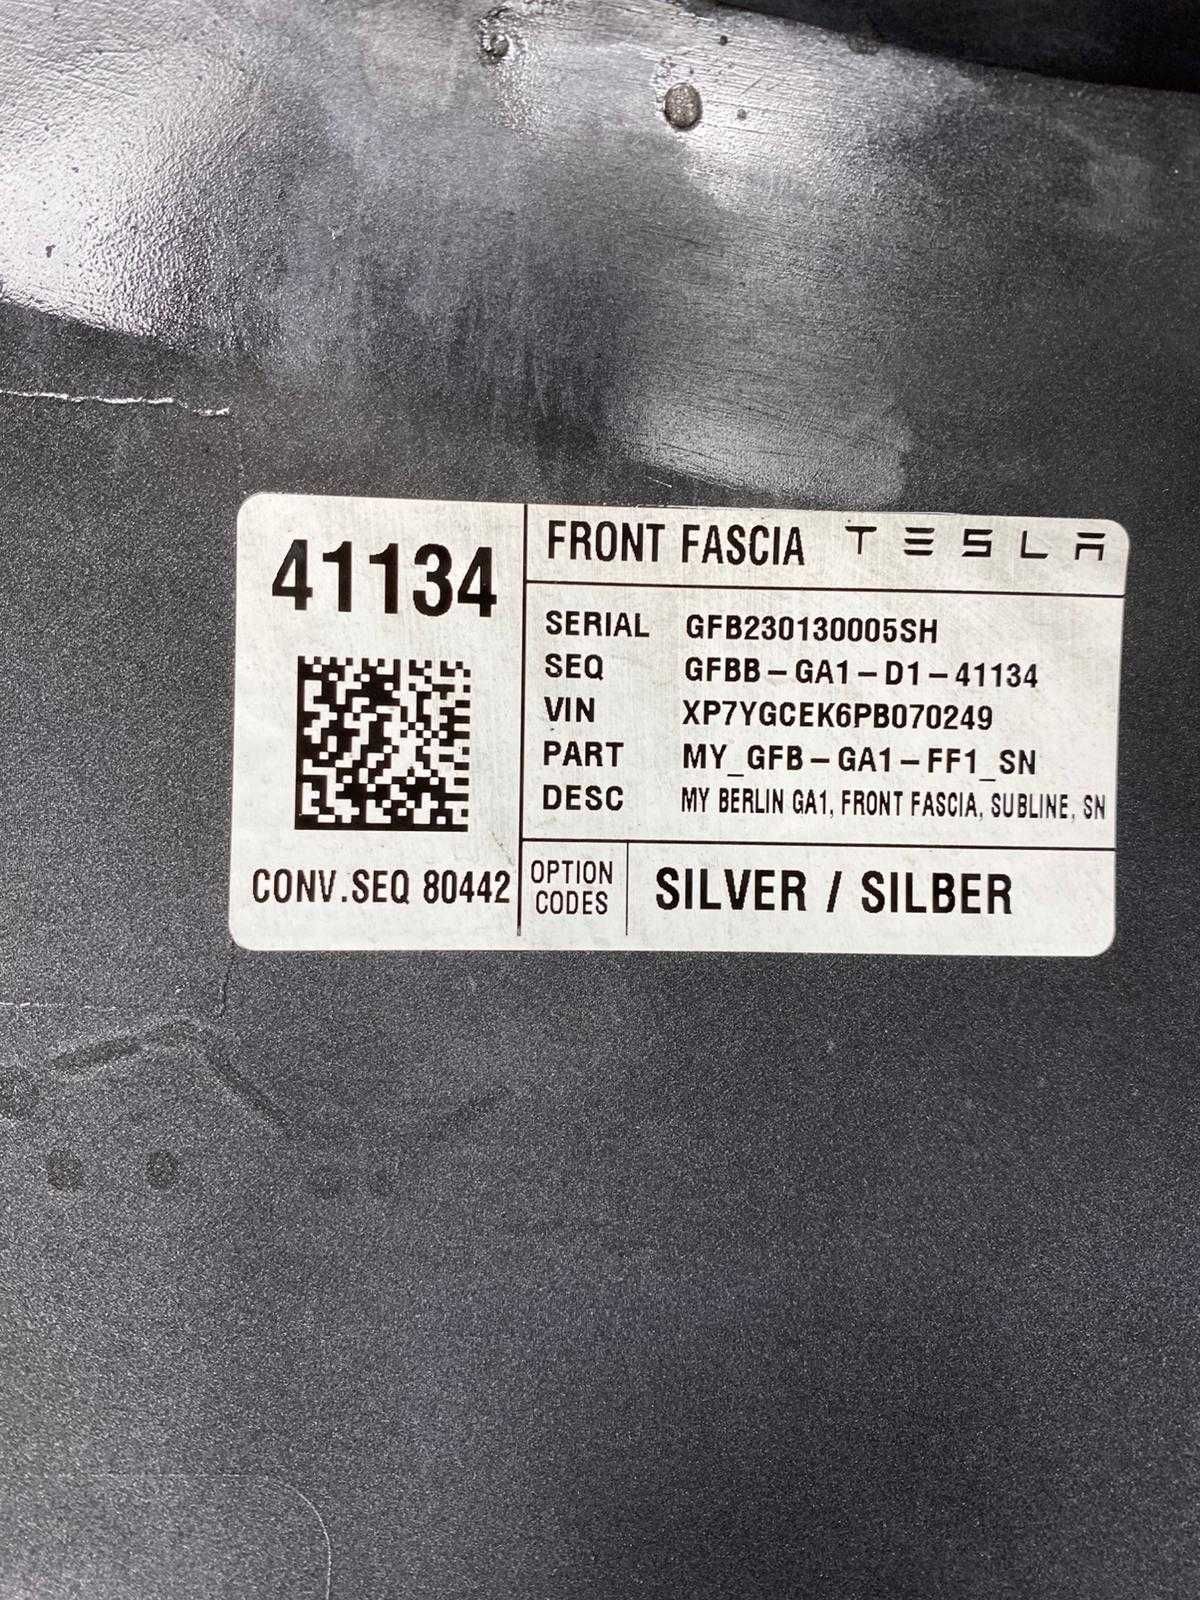 41134
CONV.SEQ 80442
FRONT FASCIA TESLA
SERIAL GFB230130005SH
SEQ GFBB-GA1-D1-41134
VIN XP7YGCEK6PB070249
PART MY_GFB-GA1-FF1_SN
DESC MY BERLIN GA1, FRONT FASCIA, SUBLINE, SN
OPTION CODES SILVER / SILBER